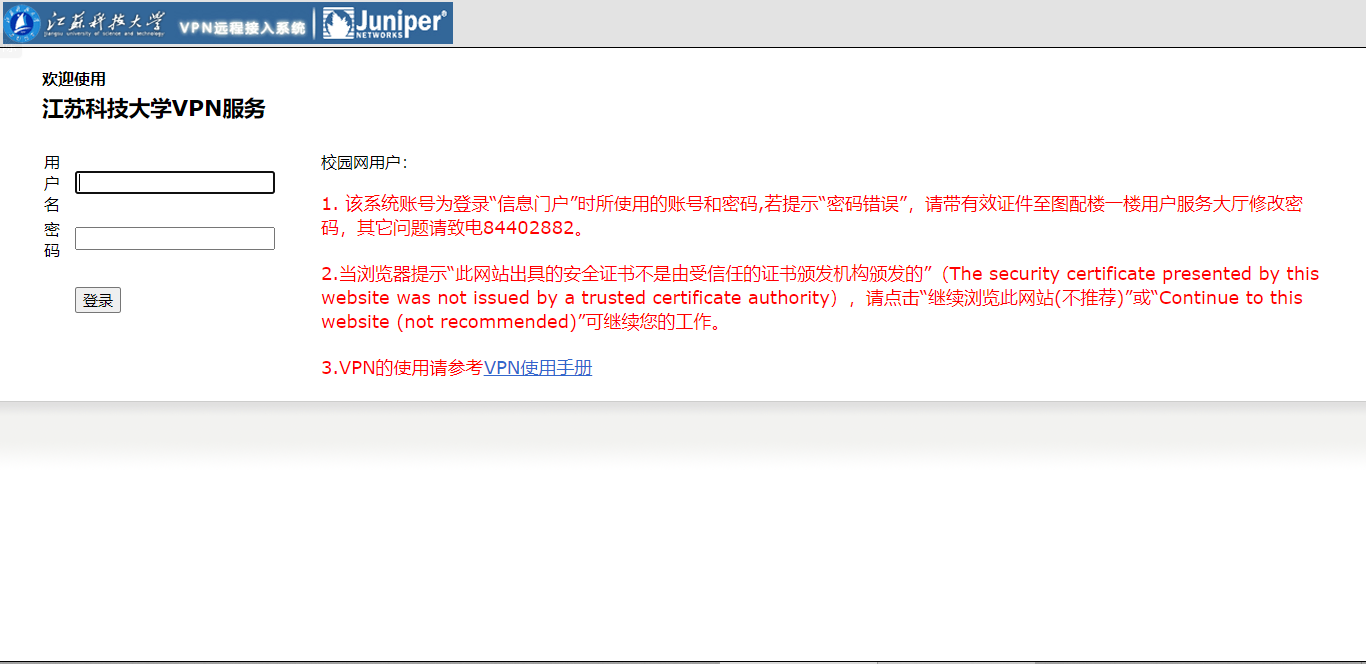 江苏科技大学 VPN远程接入系统 Juniper®
jiangsu university of science and technology NETWORKS
欢迎使用
江苏科技大学VPN服务
用户名
密码
登录
校园网用户：
1. 该系统账号为登录“信息门户”时所使用的账号和密码,若提示“密码错误”，请带有效证件至图配楼一楼用户服务大厅修改密
码，其它问题请致电84402882。
2.当浏览器提示“此网站出具的安全证书不是由受信任的证书颁发机构颁发的”（The security certificate presented by this
website was not issued by a trusted certificate authority），请点击“继续浏览此网站(不推荐)”或“Continue to this
website (not recommended)”可继续您的工作。
3.VPN的使用请参考VPN使用手册